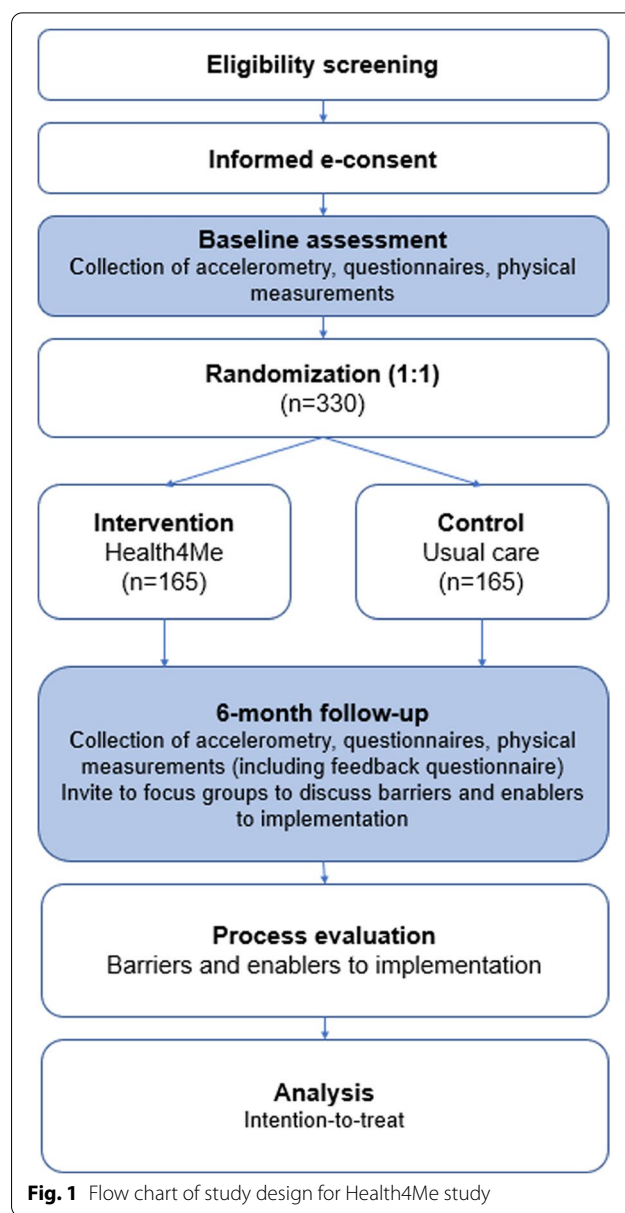 Eligibility screening
Informed e-consent
Baseline assessment
Collection of accelerometry, questionnaires, physical
measurements
Randomization (1:1)
(n=330)
Intervention
Health4Me
(n=165)
Control
Usual care
(n=165)
6-month follow-up
Collection of accelerometry, questionnaires, physical
measurements (including feedback questionnaire)
Invite to focus groups to discuss barriers and enablers
to implementation
Process evaluation
Barriers and enablers to implementation
Analysis
Intention-to-treat
Fig. 1 Flow chart of study design for Health4Me study